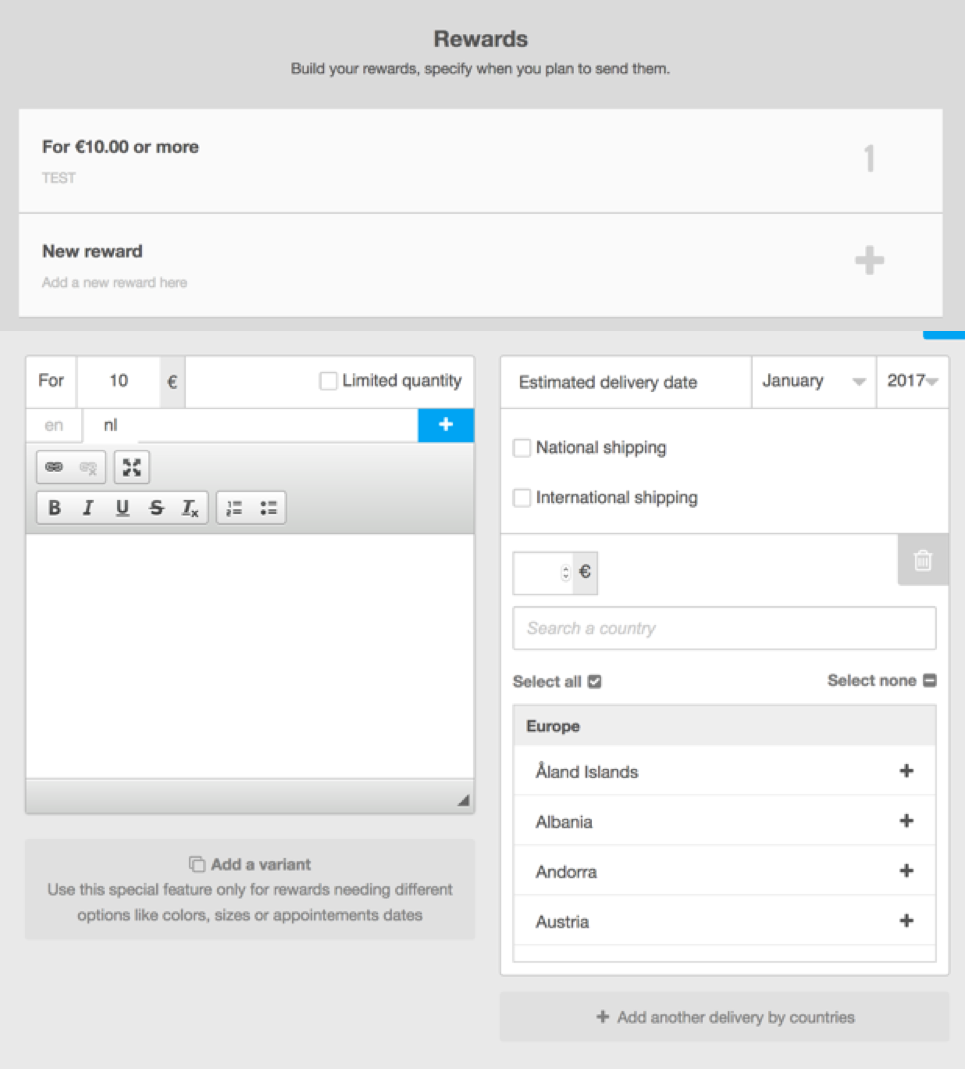 Rewards
Build your rewards, specify when you plan to send them.
For €10.00 or more
1
TEST
New reward
Add a new reward here
For 10 € Limited quantity
en nl
B I U S Tx
Add a variant
Use this special feature only for rewards needing different
options like colors, sizes or appointements dates
Estimated delivery date January 2017
National shipping
International shipping
€
Search a country
Select all Select none
Europe
Åland Islands
Albania
Andorra
Austria
Add another delivery by countries